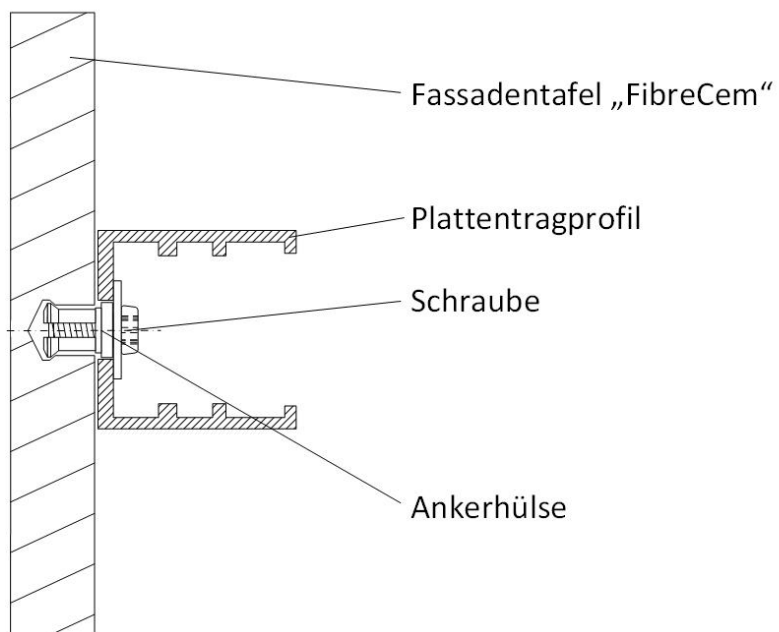 Fassadentafel „FibreCem“
Plattentragprofil
Schraube
Ankerhülse